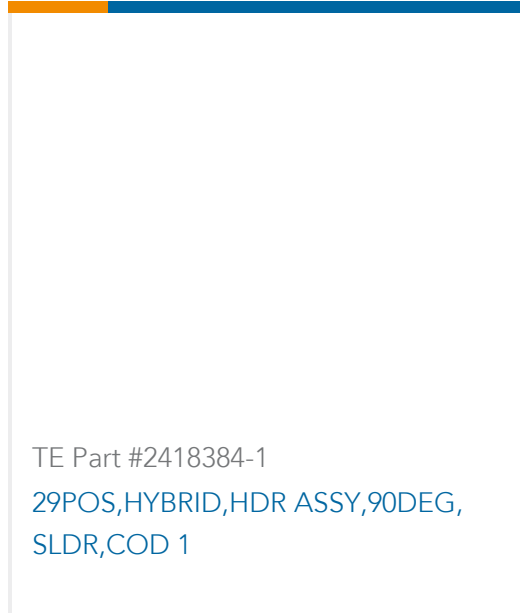 TE Part #2418384-1
29POS,HYBRID,HDR ASSY,90DEG,
SLDR,COD 1